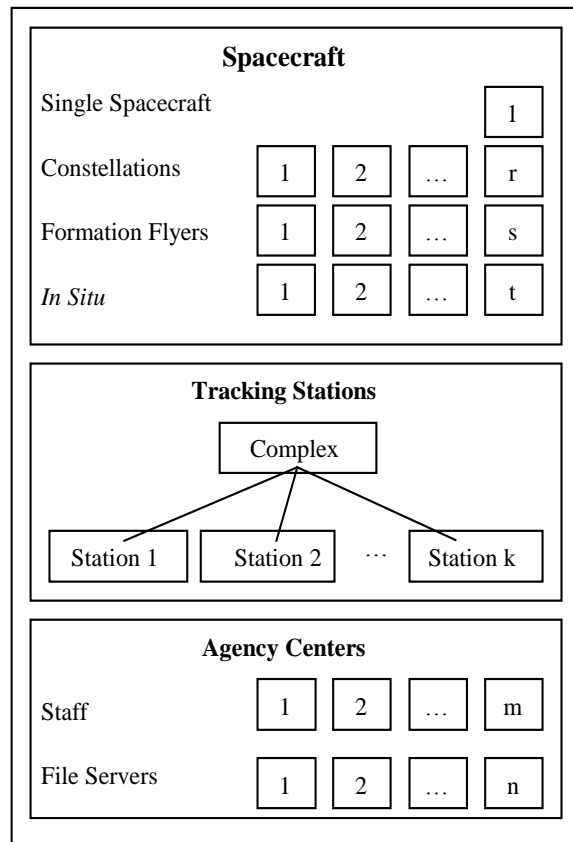 Spacecraft
Single Spacecraft 1
Constellations 1 2 … r
Formation Flyers 1 2 … s
In Situ 1 2 … t
Tracking Stations
Complex
Station 1 Station 2 … Station k
Agency Centers
Staff 1 2 … m
File Servers 1 2 … n